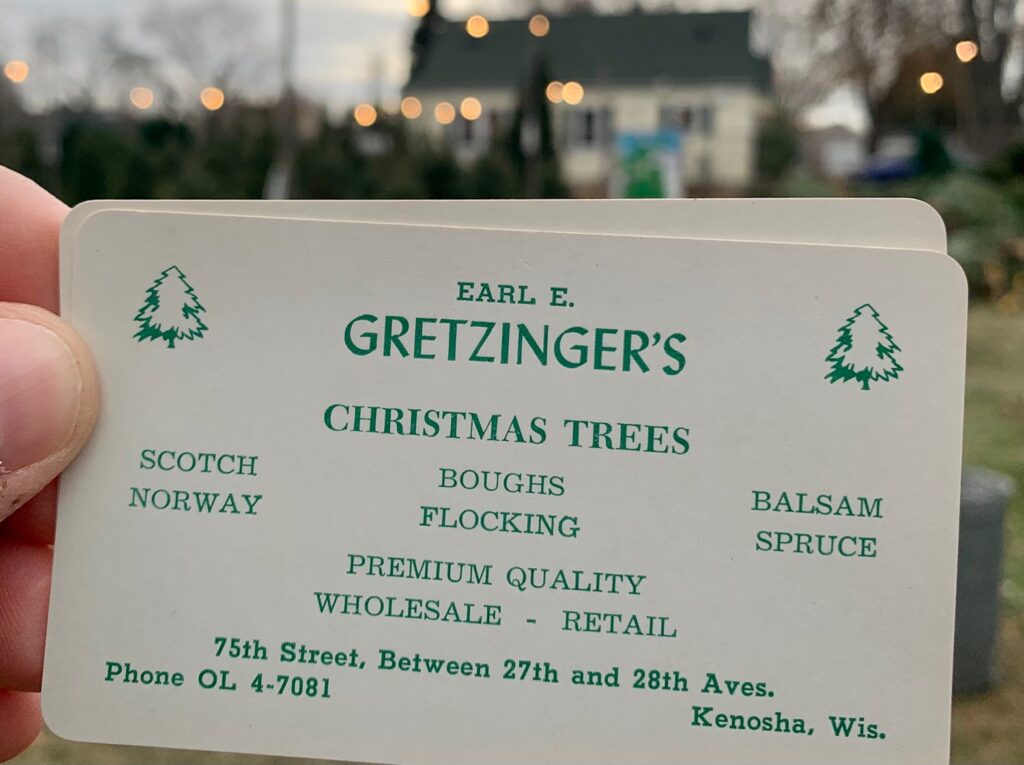 EARL E.
GRETZINGER'S
CHRISTMAS TREES
SCOTCH
NORWAY
BOUGHS
FLOCKING
BALSAM
SPRUCE
PREMIUM QUALITY
WHOLESALE - RETAIL
75th Street, Between 27th and 28th Aves.
Phone OL 4-7081
Kenosha, Wis.